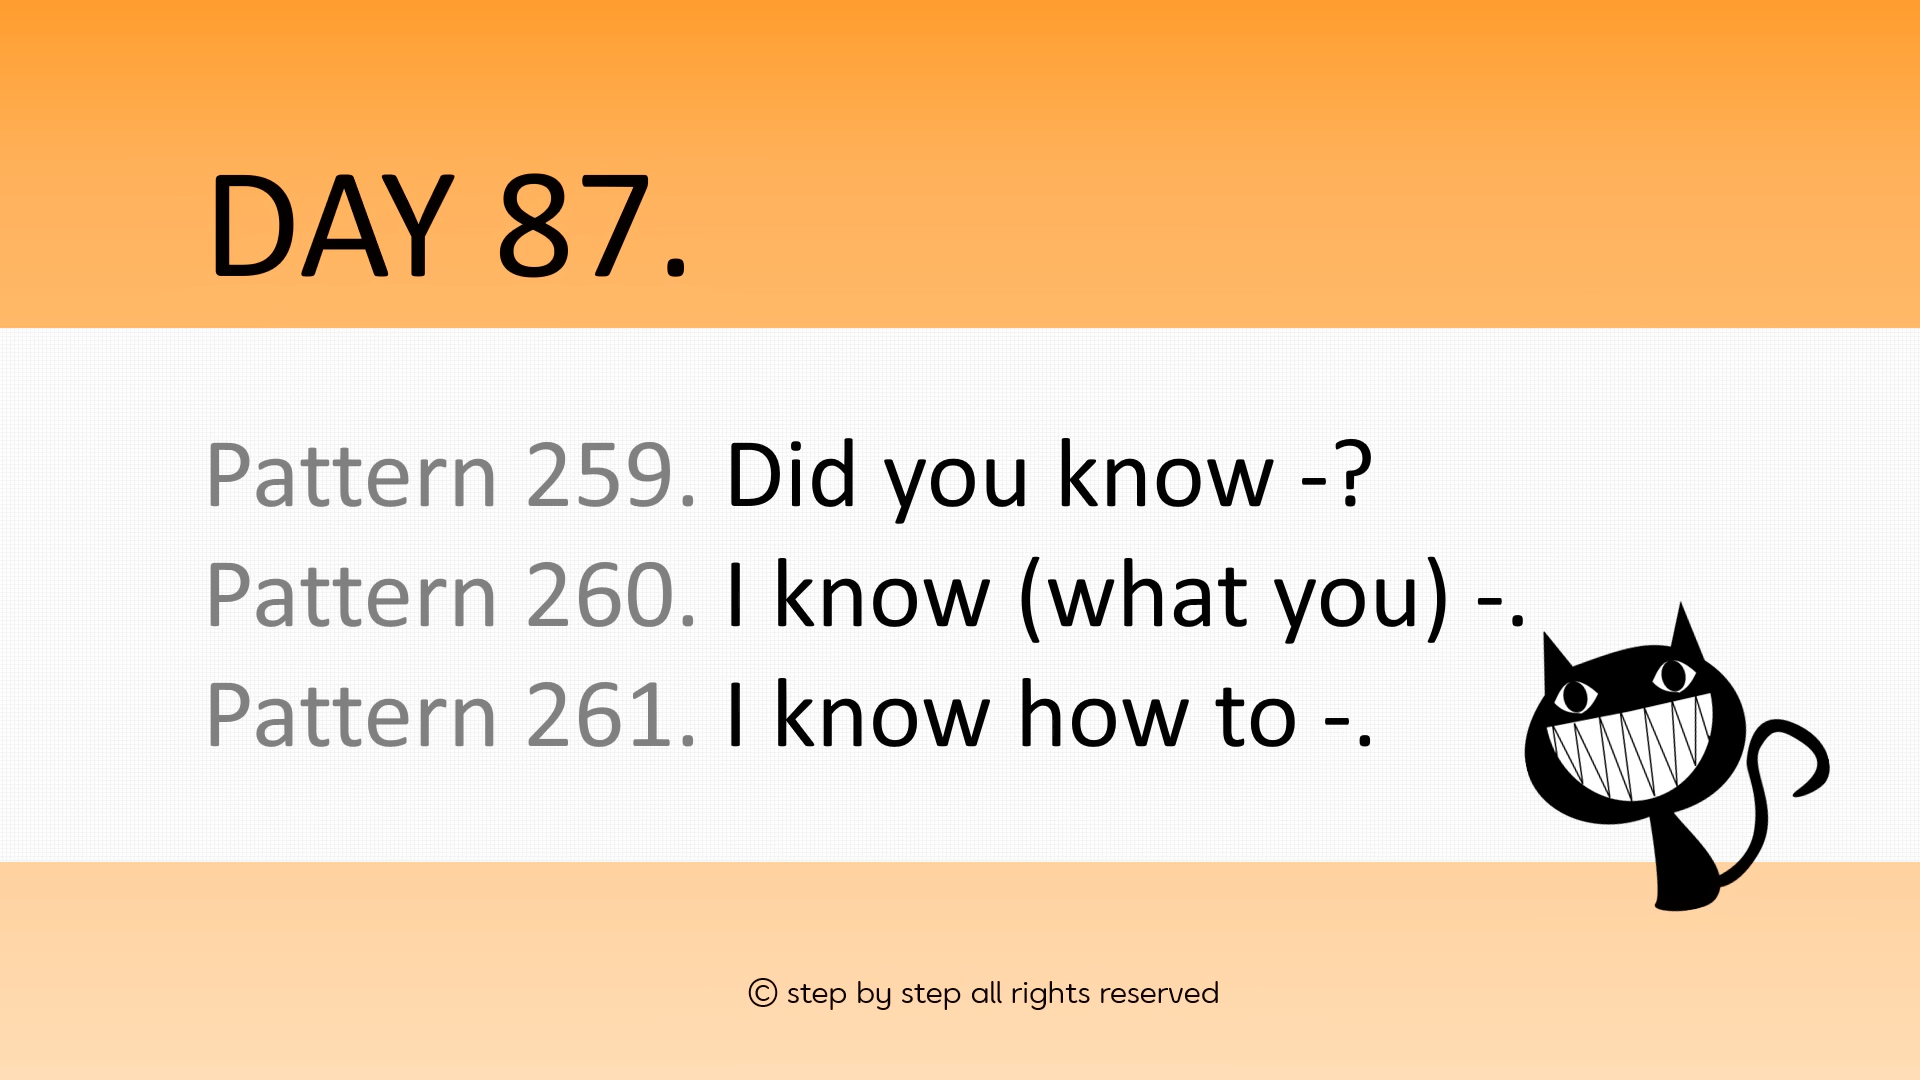 DAY 87.
Pattern 259. Did you know -?
Pattern 260. I know (what you) -.
Pattern 261. I know how to -.
© step by step all rights reserved